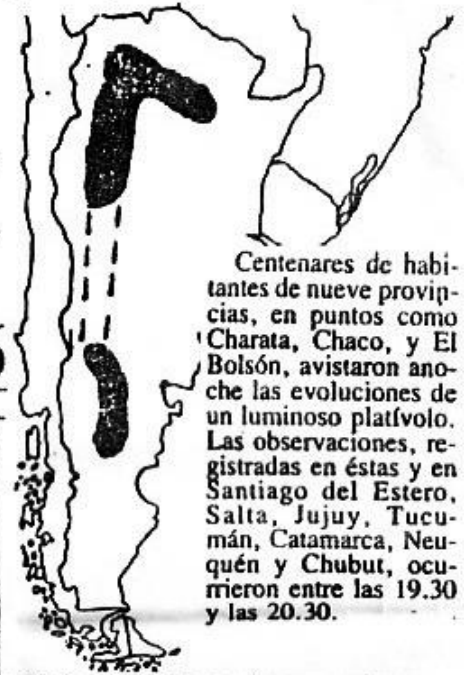 Centenares de habi-
tantes de nueve provin-
cias, en puntos como
Charata, Chaco, y El
Bolsón, avistaron ano-
che las evoluciones de
un luminoso platívolo.
Las observaciones, re-
gistradas en éstas y en
Santiago del Estero,
Salta, Jujuy, Tucu-
mán, Catamarca, Neu-
quén y Chubut, ocu-
rrieron entre las 19.30
y las 20.30.